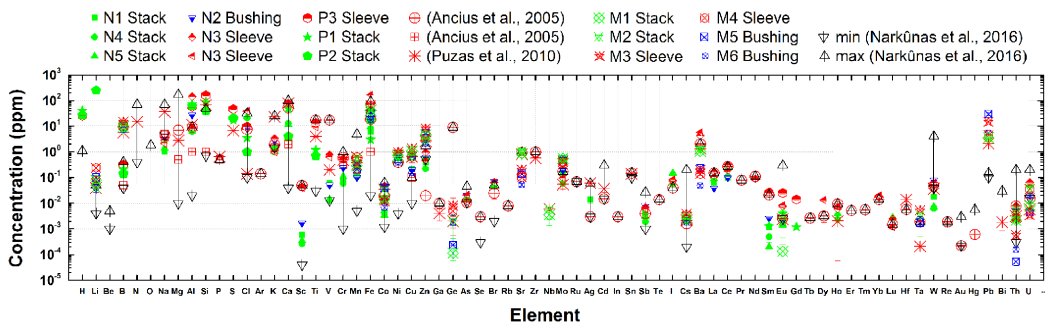 N1 Stack N2 Bushing P3 Sleeve (Ancius et al., 2005) M1 Stack M4 Sleeve
N4 Stack N3 Sleeve P1 Stack (Ancius et al., 2005) M2 Stack M5 Bushing min (Narkûnas et al., 2016)
N5 Stack N3 Sleeve P2 Stack (Puzas et al., 2010) M3 Sleeve M6 Bushing max (Narkûnas et al., 2016)
Concentration (ppm)
10³
10²
10¹
10⁰
10⁻¹
10⁻²
10⁻³
10⁻⁴
10⁻⁵
H Li Be B N O Na Mg Al Si P S Cl Ar K Ca Sc Ti V Cr Mn Fe Co Ni Cu Zn Ga Ge As Se Br Rb Sr Zr Nb Mo Ru Ag Cd In Sn Sb Te I Cs Ba La Ce Pr Nd Sm Eu Gd Tb Dy Ho Er Tm Yb Lu Hf Ta W Re Au Hg Pb Bi Th U --
Element